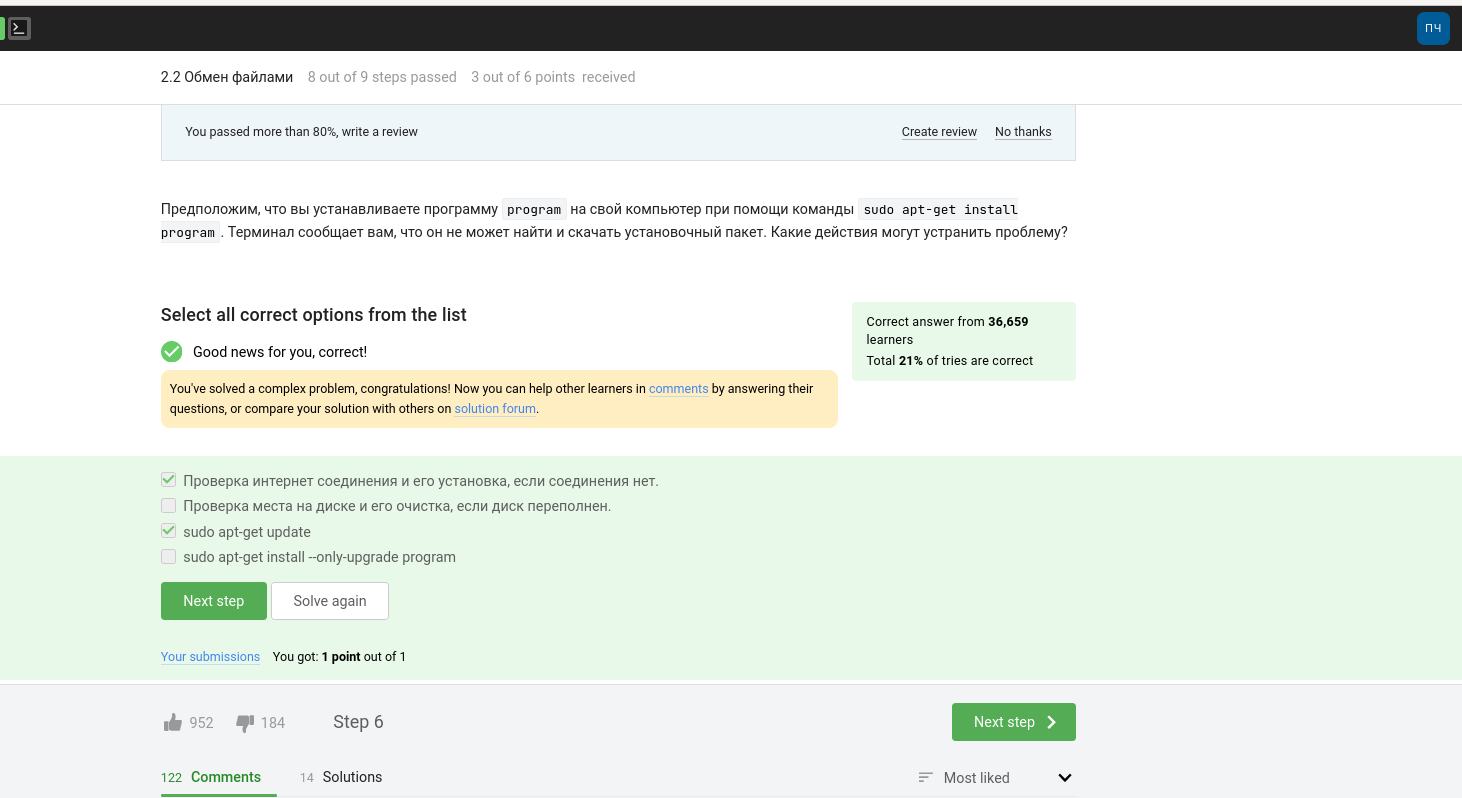 ПЧ
2.2 Обмен файлами 8 out of 9 steps passed 3 out of 6 points received
You passed more than 80%, write a review Create review No thanks
Предположим, что вы устанавливаете программу program на свой компьютер при помощи команды sudo apt-get install
program. Терминал сообщает вам, что он не может найти и скачать установочный пакет. Какие действия могут устранить проблему?
Select all correct options from the list
Good news for you, correct!
You've solved a complex problem, congratulations! Now you can help other learners in comments by answering their
questions, or compare your solution with others on solution forum.
Correct answer from 36,659
learners
Total 21% of tries are correct
Проверка интернет соединения и его установка, если соединения нет.
Проверка места на диске и его очистка, если диск переполнен.
sudo apt-get update
sudo apt-get install --only-upgrade program
Next step Solve again
Your submissions You got: 1 point out of 1
952 184 Step 6 Next step
122 Comments 14 Solutions Most liked